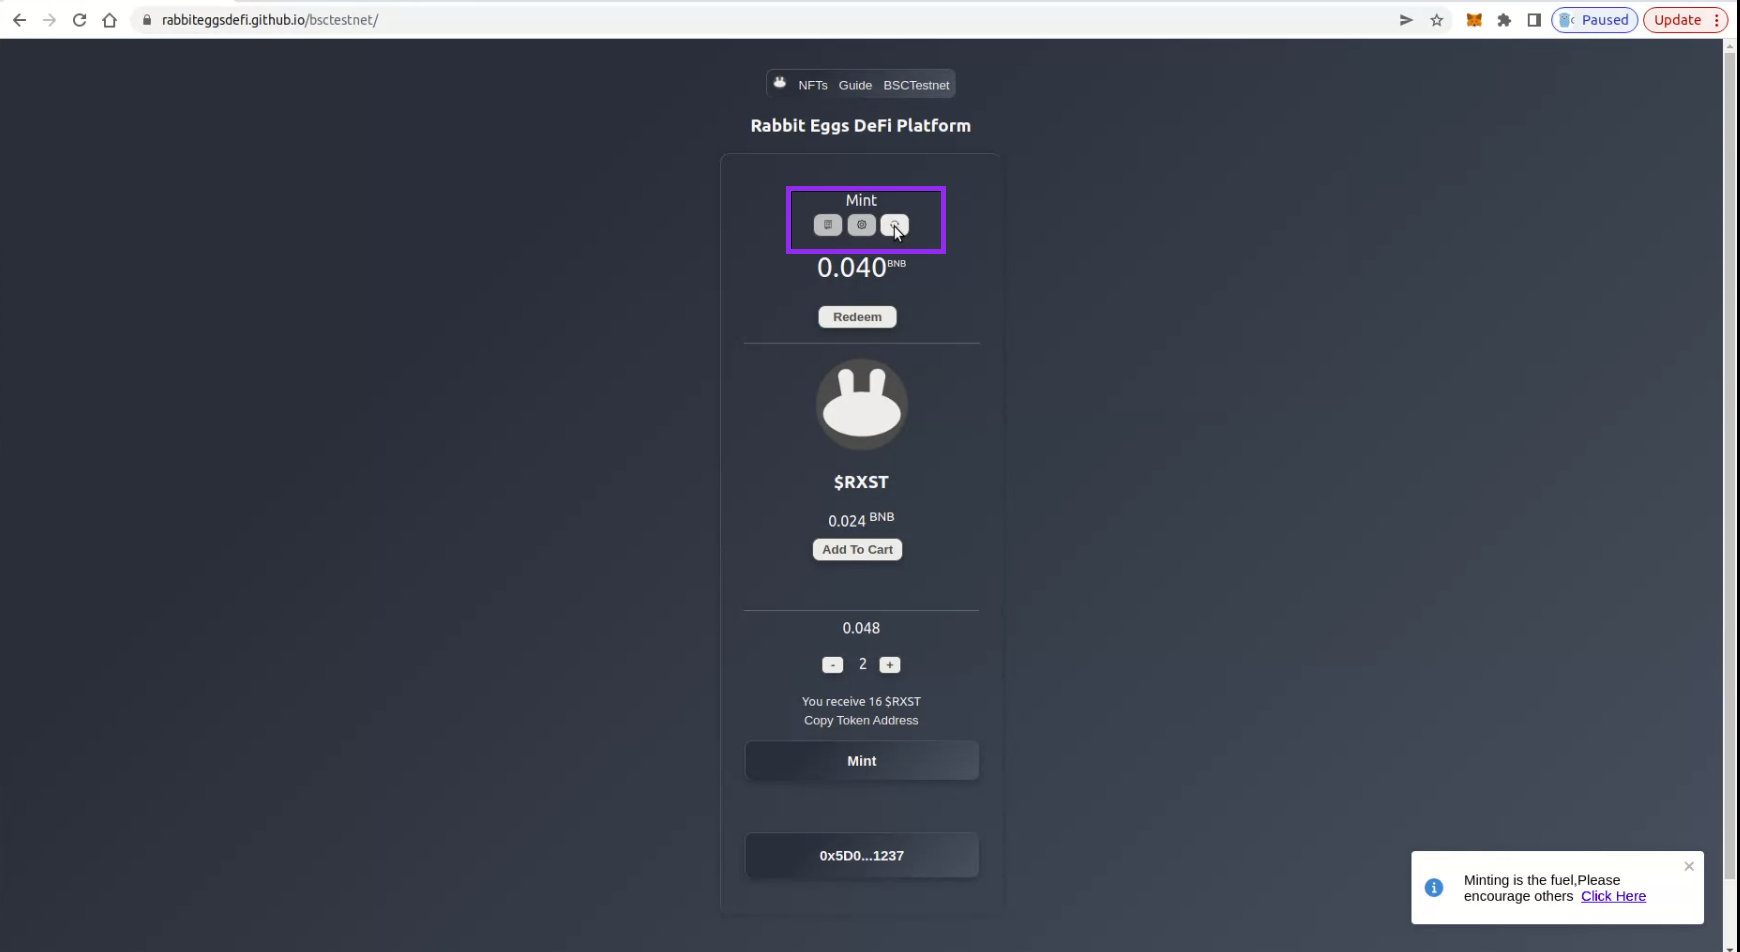 rabbiteggsdefi.github.io/bsctestnet/
Paused
Update
NFTs Guide BSCTestnet
Rabbit Eggs DeFi Platform
Mint
0.040 BNB
Redeem
$RXST
0.024 BNB
Add To Cart
0.048
- 2 +
You receive 16 $RXST
Copy Token Address
Mint
0x5D0...1237
Minting is the fuel,Please
encourage others Click Here